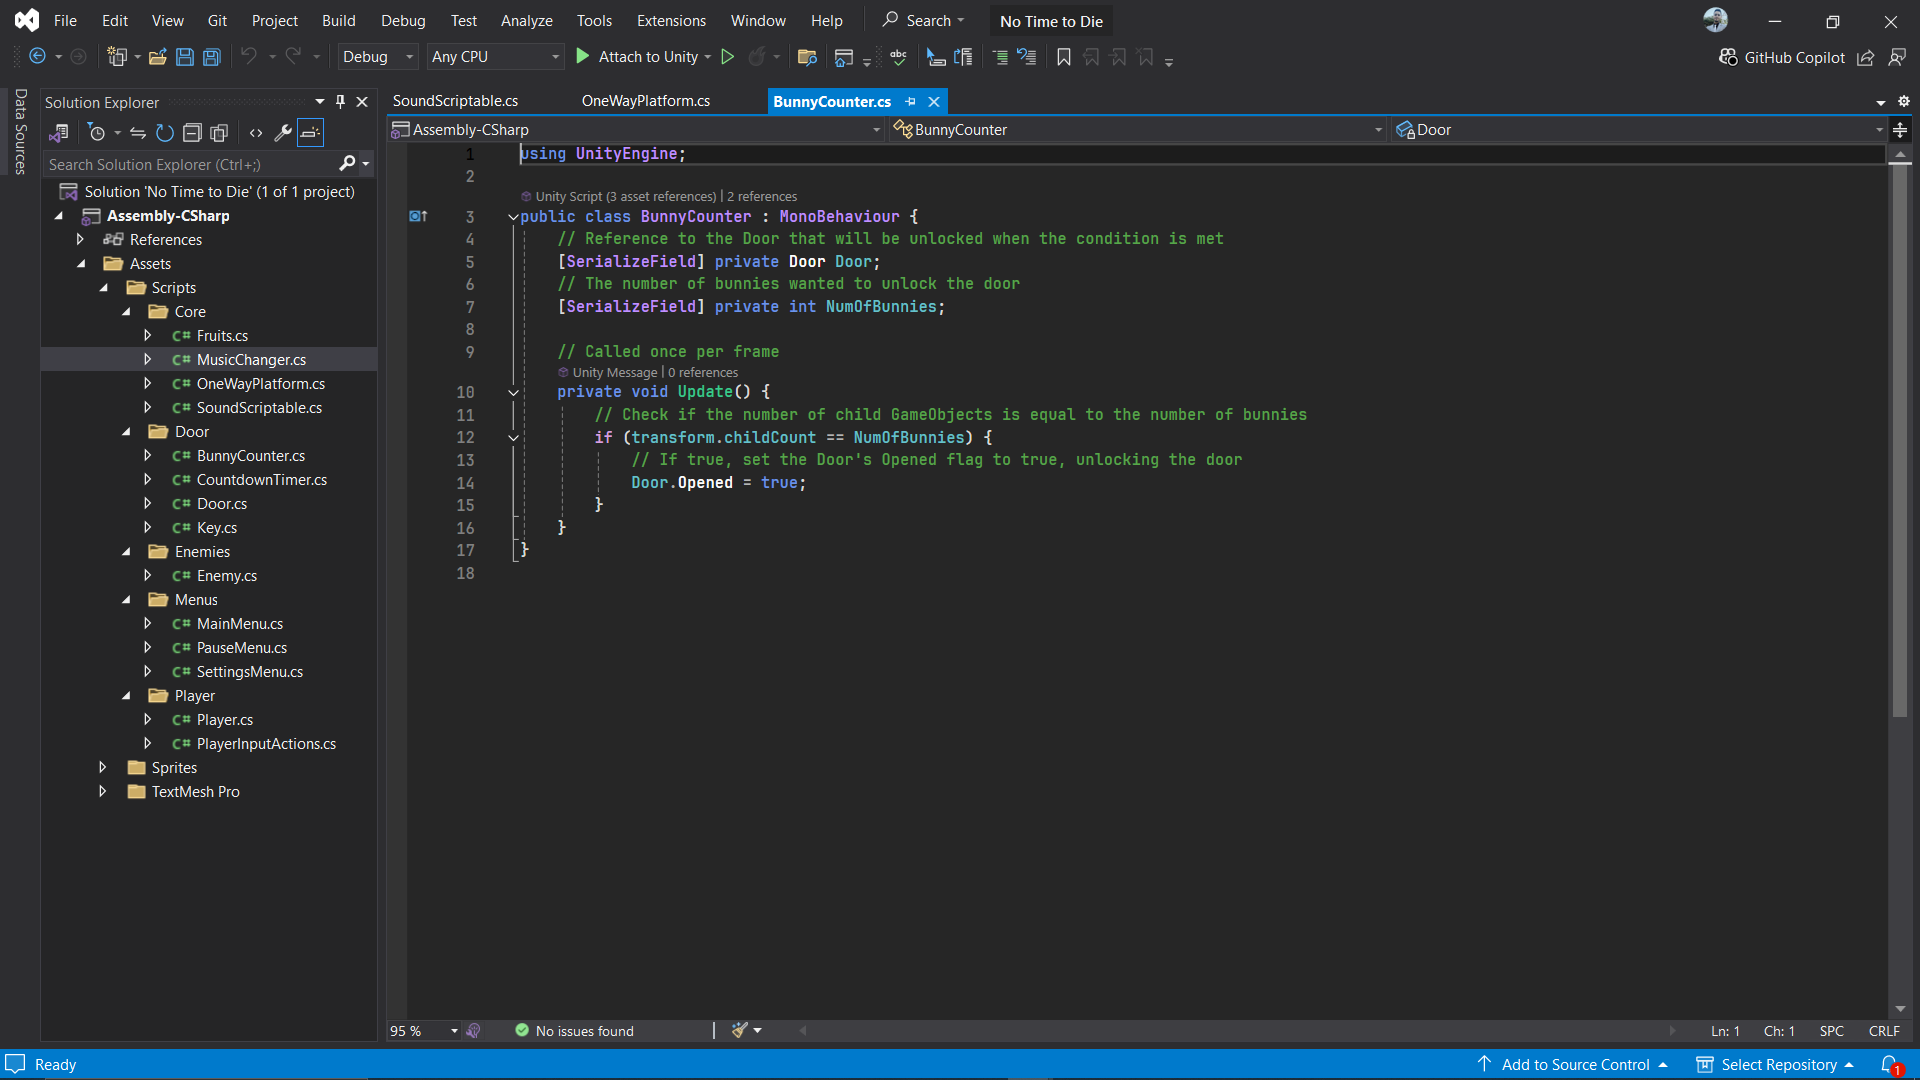 File Edit View Git Project Build Debug Test Analyze Tools Extensions Window Help Search No Time to Die
Debug Any CPU Attach to Unity abc GitHub Copilot
Data Sources
Solution Explorer
Search Solution Explorer (Ctrl+;)
Solution 'No Time to Die' (1 of 1 project)
Assembly-CSharp
References
Assets
Scripts
Core
C# Fruits.cs
C# MusicChanger.cs
C# OneWayPlatform.cs
C# SoundScriptable.cs
Door
C# BunnyCounter.cs
C# CountdownTimer.cs
C# Door.cs
C# Key.cs
Enemies
C# Enemy.cs
Menus
C# MainMenu.cs
C# PauseMenu.cs
C# SettingsMenu.cs
Player
C# Player.cs
C# PlayerInputActions.cs
Sprites
TextMesh Pro
SoundScriptable.cs OneWayPlatform.cs BunnyCounter.cs
Assembly-CSharp BunnyCounter Door
1 using UnityEngine;
2
Unity Script (3 asset references) | 2 references
3 public class BunnyCounter : MonoBehaviour {
4 // Reference to the Door that will be unlocked when the condition is met
5 [SerializeField] private Door Door;
6 // The number of bunnies wanted to unlock the door
7 [SerializeField] private int NumOfBunnies;
8
9 // Called once per frame
Unity Message | 0 references
10 private void Update() {
11 // Check if the number of child GameObjects is equal to the number of bunnies
12 if (transform.childCount == NumOfBunnies) {
13 // If true, set the Door's Opened flag to true, unlocking the door
14 Door.Opened = true;
15 }
16 }
17 }
18
95 % No issues found Ln: 1 Ch: 1 SPC CRLF
Ready Add to Source Control Select Repository 1